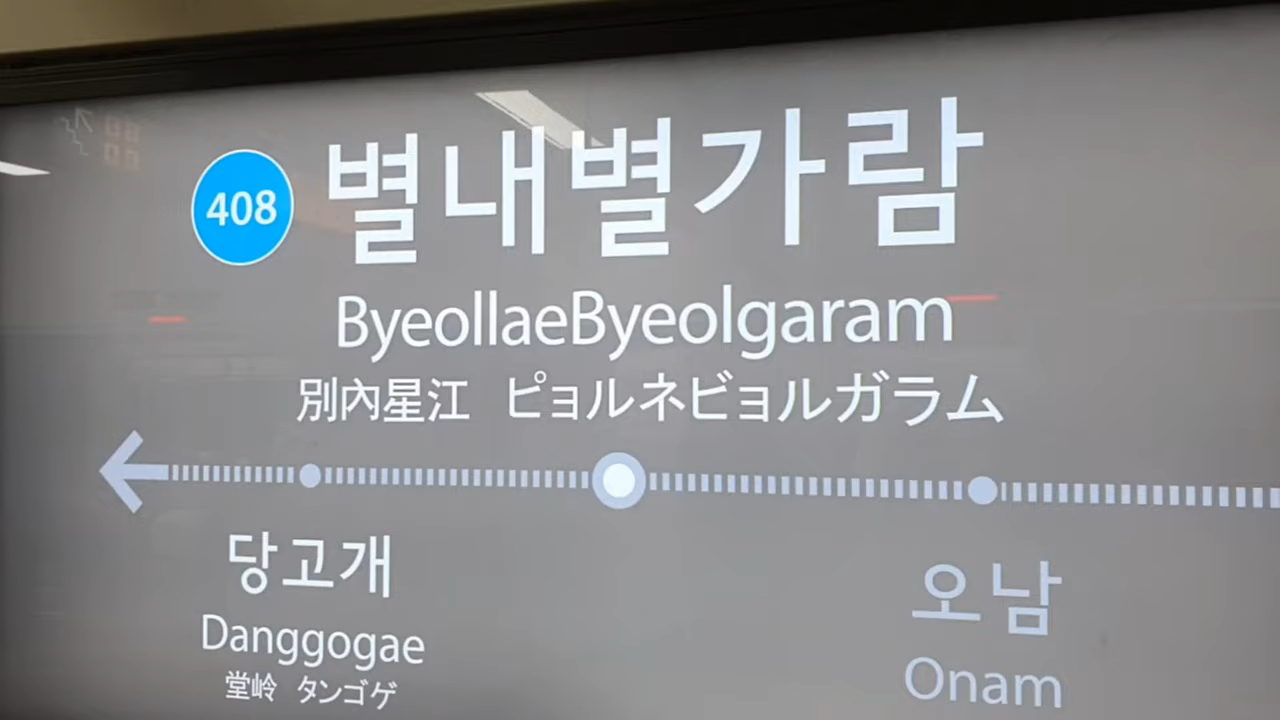 408 별내별가람
ByeollaeByeolgaram
別內星江 ピョルネビョルガラム
당고개
Danggogae
堂岭 タンゴゲ
오남
Onam